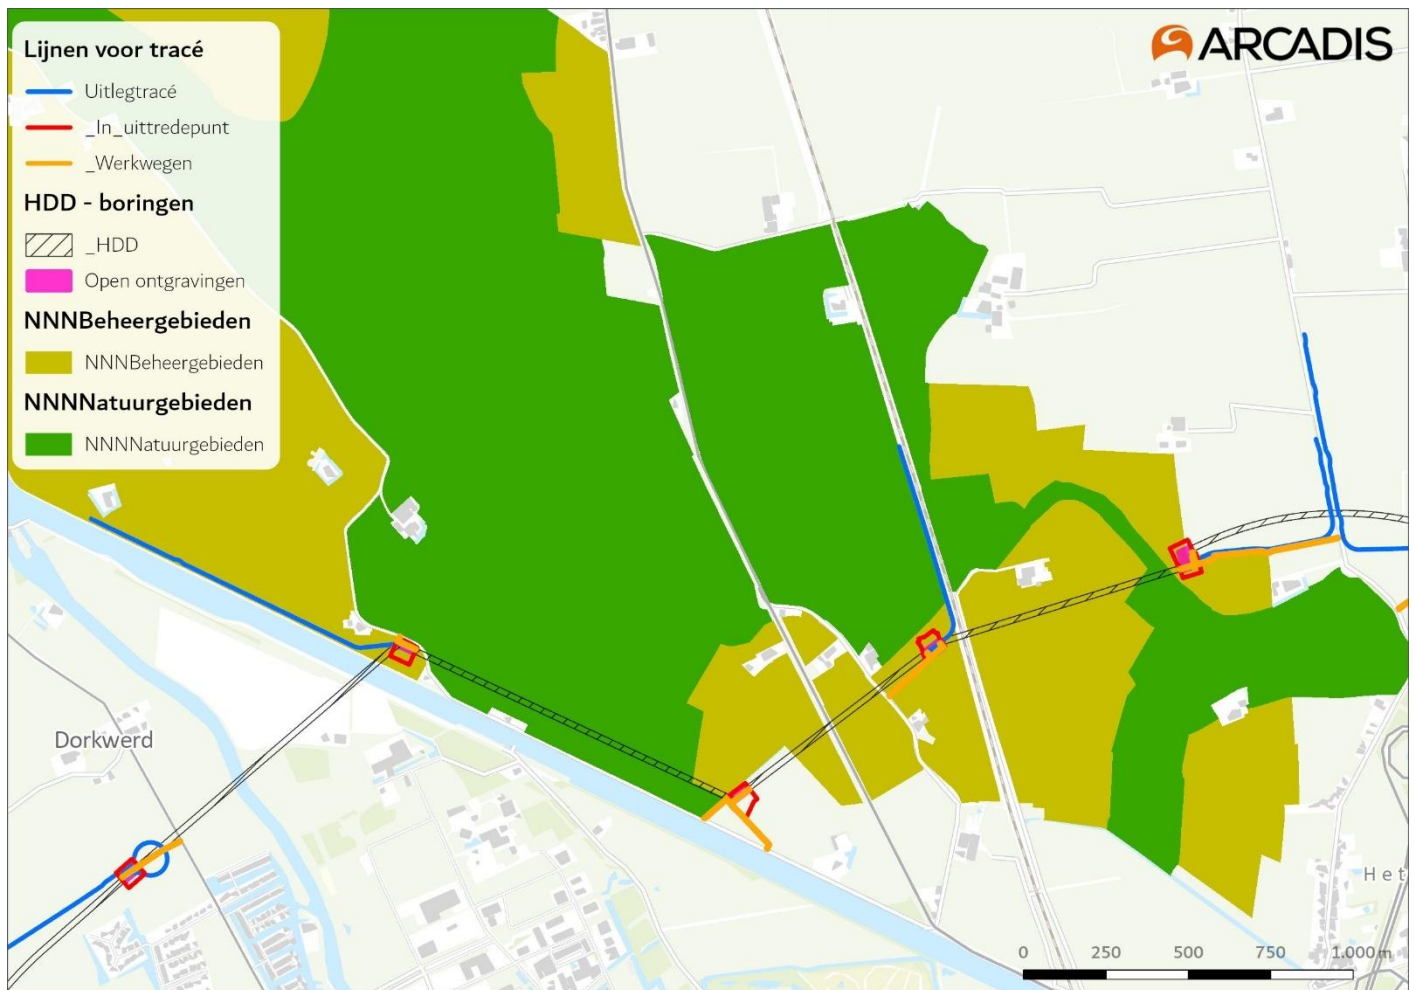 Lijnen voor tracé
Uitlegtracé
_In_uittredepunt
_Werkwegen
HDD - boringen
_HDD
Open ontgravingen
NNNBeheergebieden
NNNBeheergebieden
NNNNatuurgebieden
NNNNatuurgebieden
ARCADIS
Dorkwerd
Het
0 250 500 750 1.000 m